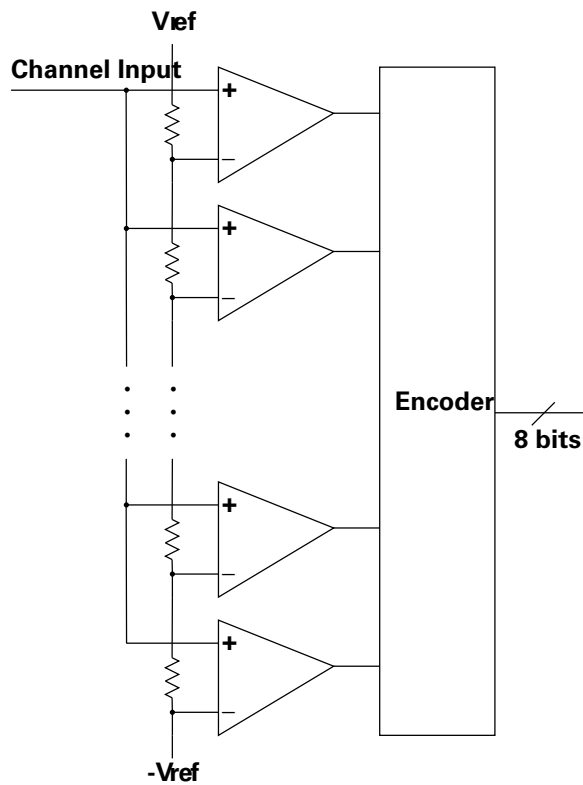 Vref
Channel Input
+
−
+
−
Encoder
8 bits
+
−
+
−
-Vref